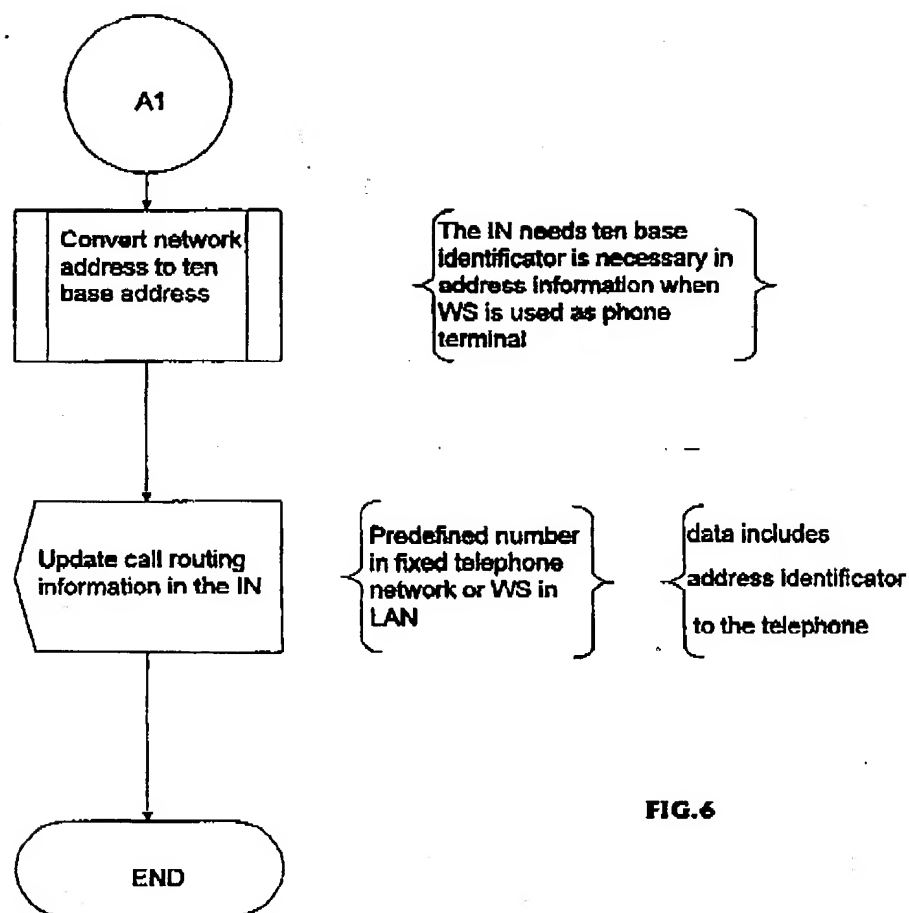 A1
Convert network
address to ten
base address
The IN needs ten base
identificator is necessary in
address information when
WS is used as phone
terminal
Update call routing
information in the IN
Predefined number
in fixed telephone
network or WS in
LAN
data includes
address identificator
to the telephone
FIG.6
END